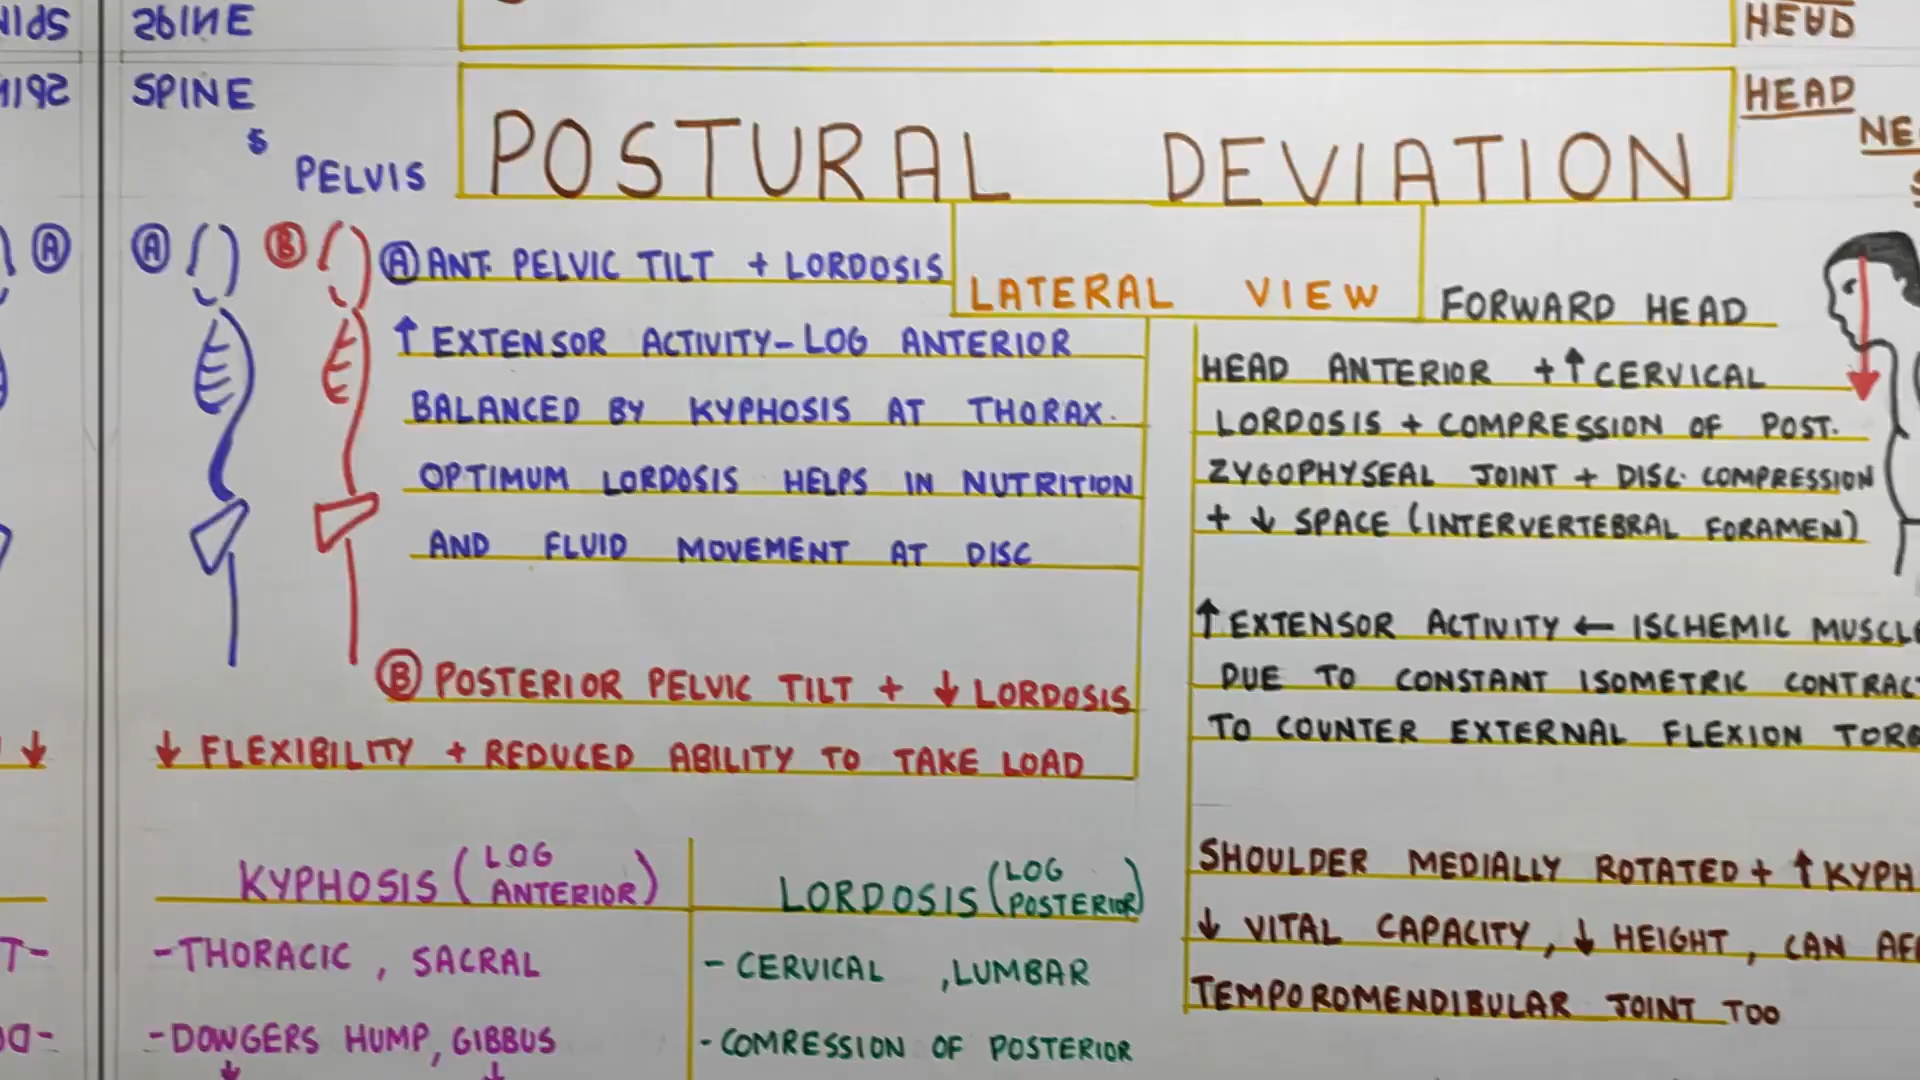 SPINE
&
PELVIS
POSTURAL DEVIATION
LATERAL VIEW
HEAD
A
B
A ANT. PELVIC TILT + LORDOSIS
↑ EXTENSOR ACTIVITY - LOG ANTERIOR
BALANCED BY KYPHOSIS AT THORAX.
OPTIMUM LORDOSIS HELPS IN NUTRITION
AND FLUID MOVEMENT AT DISC
B POSTERIOR PELVIC TILT + ↓ LORDOSIS
↓ FLEXIBILITY + REDUCED ABILITY TO TAKE LOAD
KYPHOSIS (LOG ANTERIOR)
- THORACIC, SACRAL
- DOWGERS HUMP, GIBBUS
LORDOSIS (LOG POSTERIOR)
- CERVICAL, LUMBAR
- COMRESSION OF POSTERIOR
FORWARD HEAD
HEAD ANTERIOR + ↑ CERVICAL
LORDOSIS + COMPRESSION OF POST.
ZYGOPHYSEAL JOINT + DISC. COMPRESSION
+ ↓ SPACE (INTERVERTEBRAL FORAMEN)
↑ EXTENSOR ACTIVITY ← ISCHEMIC MUSCLE
DUE TO CONSTANT ISOMETRIC CONTRAC
TO COUNTER EXTERNAL FLEXION
SHOULDER MEDIALLY ROTATED + ↑ KYPH
↓ VITAL CAPACITY, ↓ HEIGHT, CAN
TEMPOROMENDIBULAR JOINT TOO